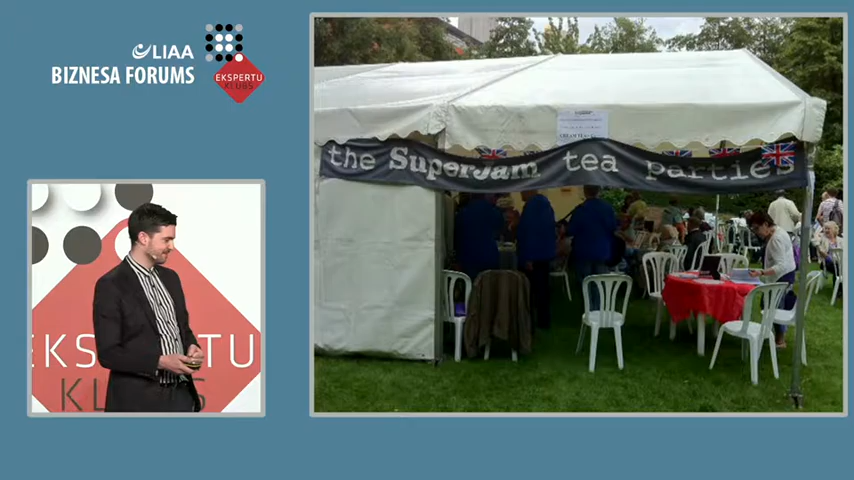 LIAA
BIZNESA FORUMS
EKSPERTU
KLUBS
the SuperJam tea parties
EKSPERTU
KLUBS